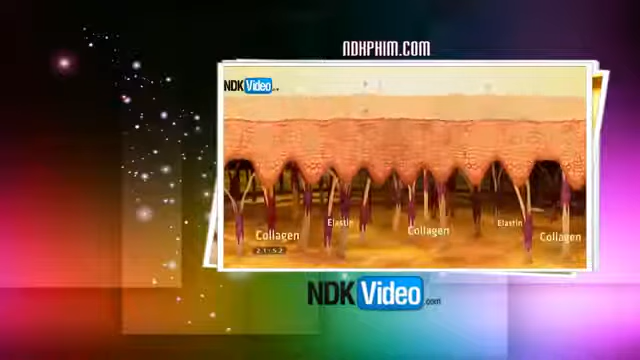 NDKPHIM.COM
NDKVideo
Elastin
Elastin
Collagen
Collagen
Collagen
NDKVideo.com